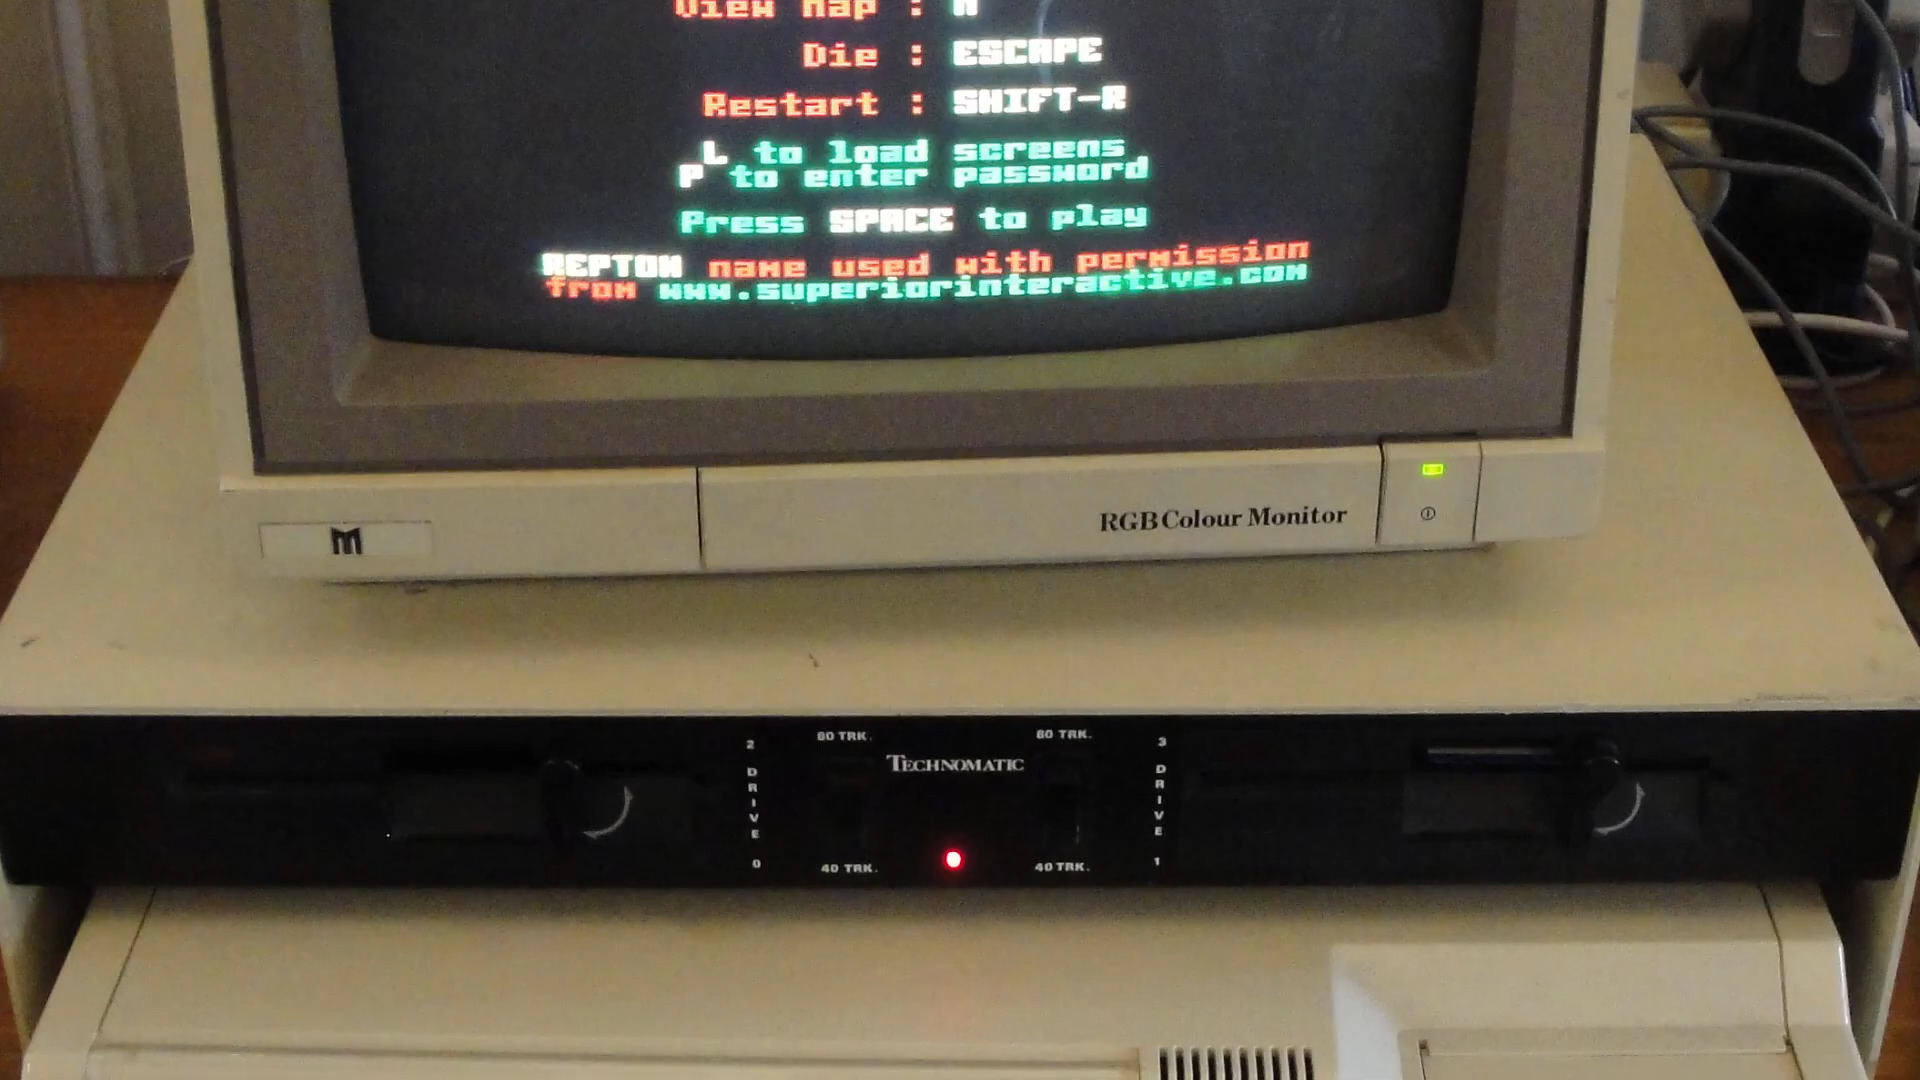 View Map : M
Die : ESCAPE
Restart : SHIFT-R
L to load screens
P to enter password
Press SPACE to play
REPTON name used with permission
from www.superiorinteractive.com
RGB Colour Monitor
2 DRIVE 0
80 TRK.
40 TRK.
TECHNOMATIC
80 TRK.
40 TRK.
3 DRIVE 1